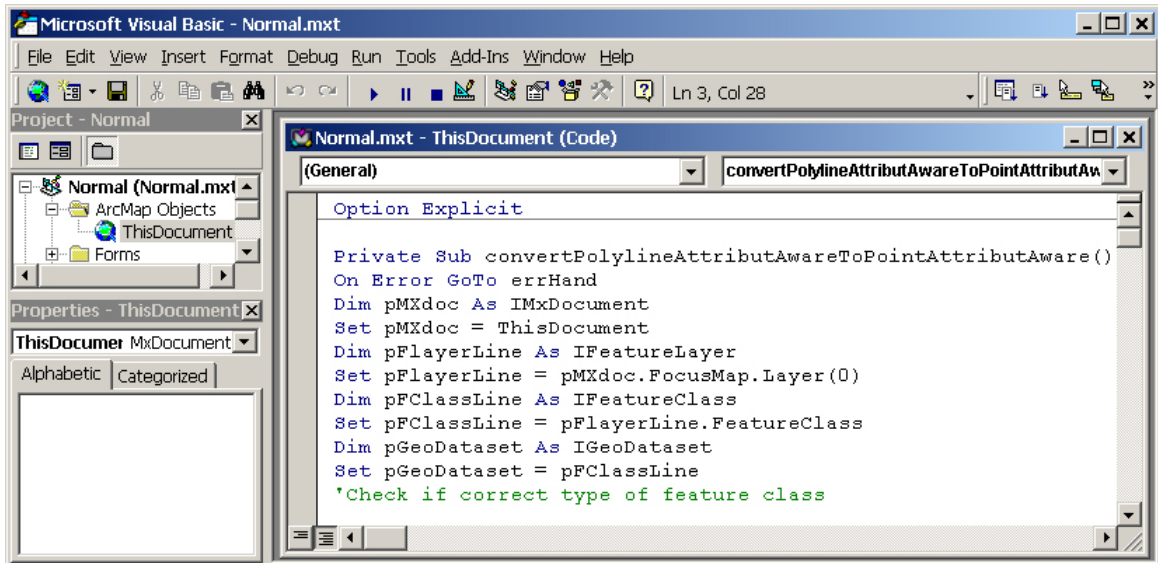 Microsoft Visual Basic - Normal.mxt
File Edit View Insert Format Debug Run Tools Add-Ins Window Help
Ln 3, Col 28
Project - Normal
Normal (Normal.mxt
ArcMap Objects
ThisDocument
Forms
Properties - ThisDocument
ThisDocumer MxDocument
Alphabetic Categorized
Normal.mxt - ThisDocument (Code)
(General) convertPolylineAttributAwareToPointAttributAw
Option Explicit
Private Sub convertPolylineAttributAwareToPointAttributAware()
On Error GoTo errHand
Dim pMXdoc As IMxDocument
Set pMXdoc = ThisDocument
Dim pFlayerLine As IFeatureLayer
Set pFlayerLine = pMXdoc.FocusMap.Layer(0)
Dim pFClassLine As IFeatureClass
Set pFClassLine = pFlayerLine.FeatureClass
Dim pGeoDataset As IGeoDataset
Set pGeoDataset = pFClassLine
'Check if correct type of feature class